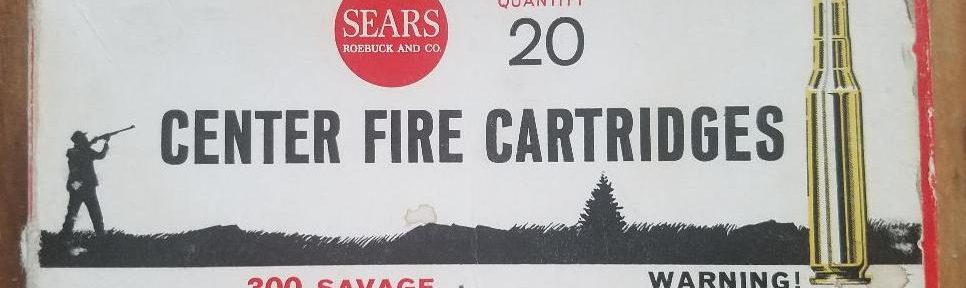 SEARS
ROEBUCK AND CO.
QUANTITY
20
CENTER FIRE CARTRIDGES
300 SAVAGE
WARNING!